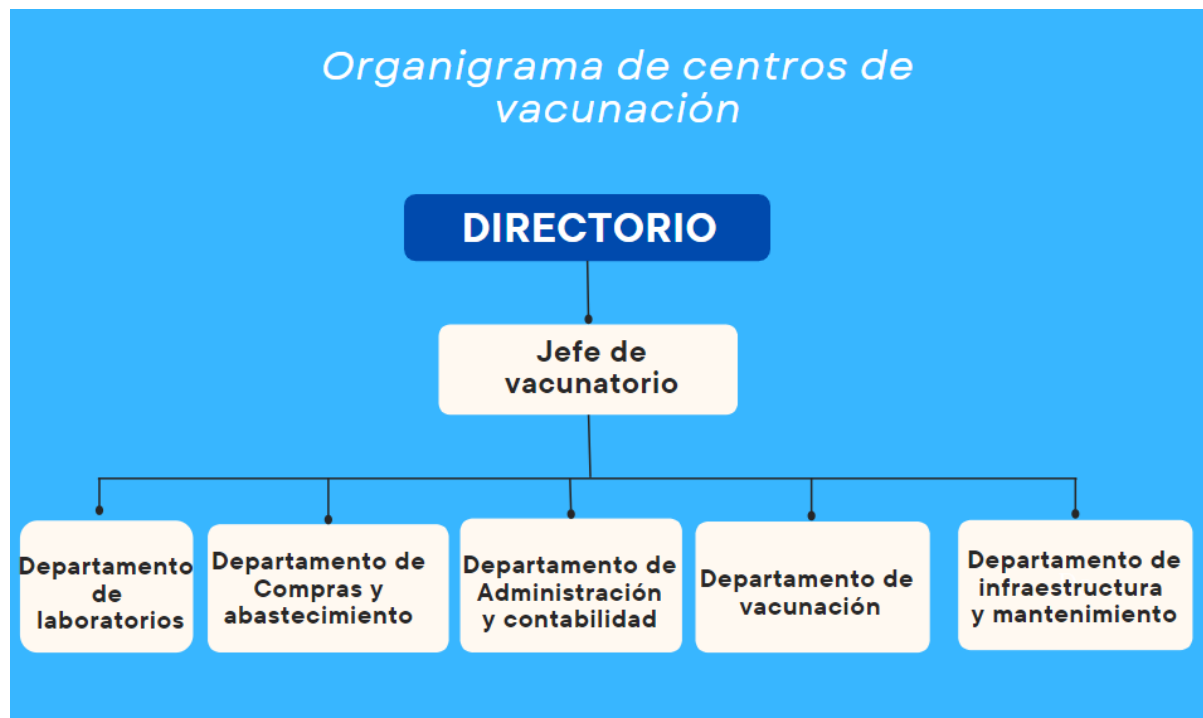 Organigrama de centros de
vacunación
DIRECTORIO
Jefe de
vacunatorio
Departamento
de
laboratorios
Departamento de
Compras y
abastecimiento
Departamento de
Administración
y contabilidad
Departamento de
vacunación
Departamento de
infraestructura
y mantenimiento